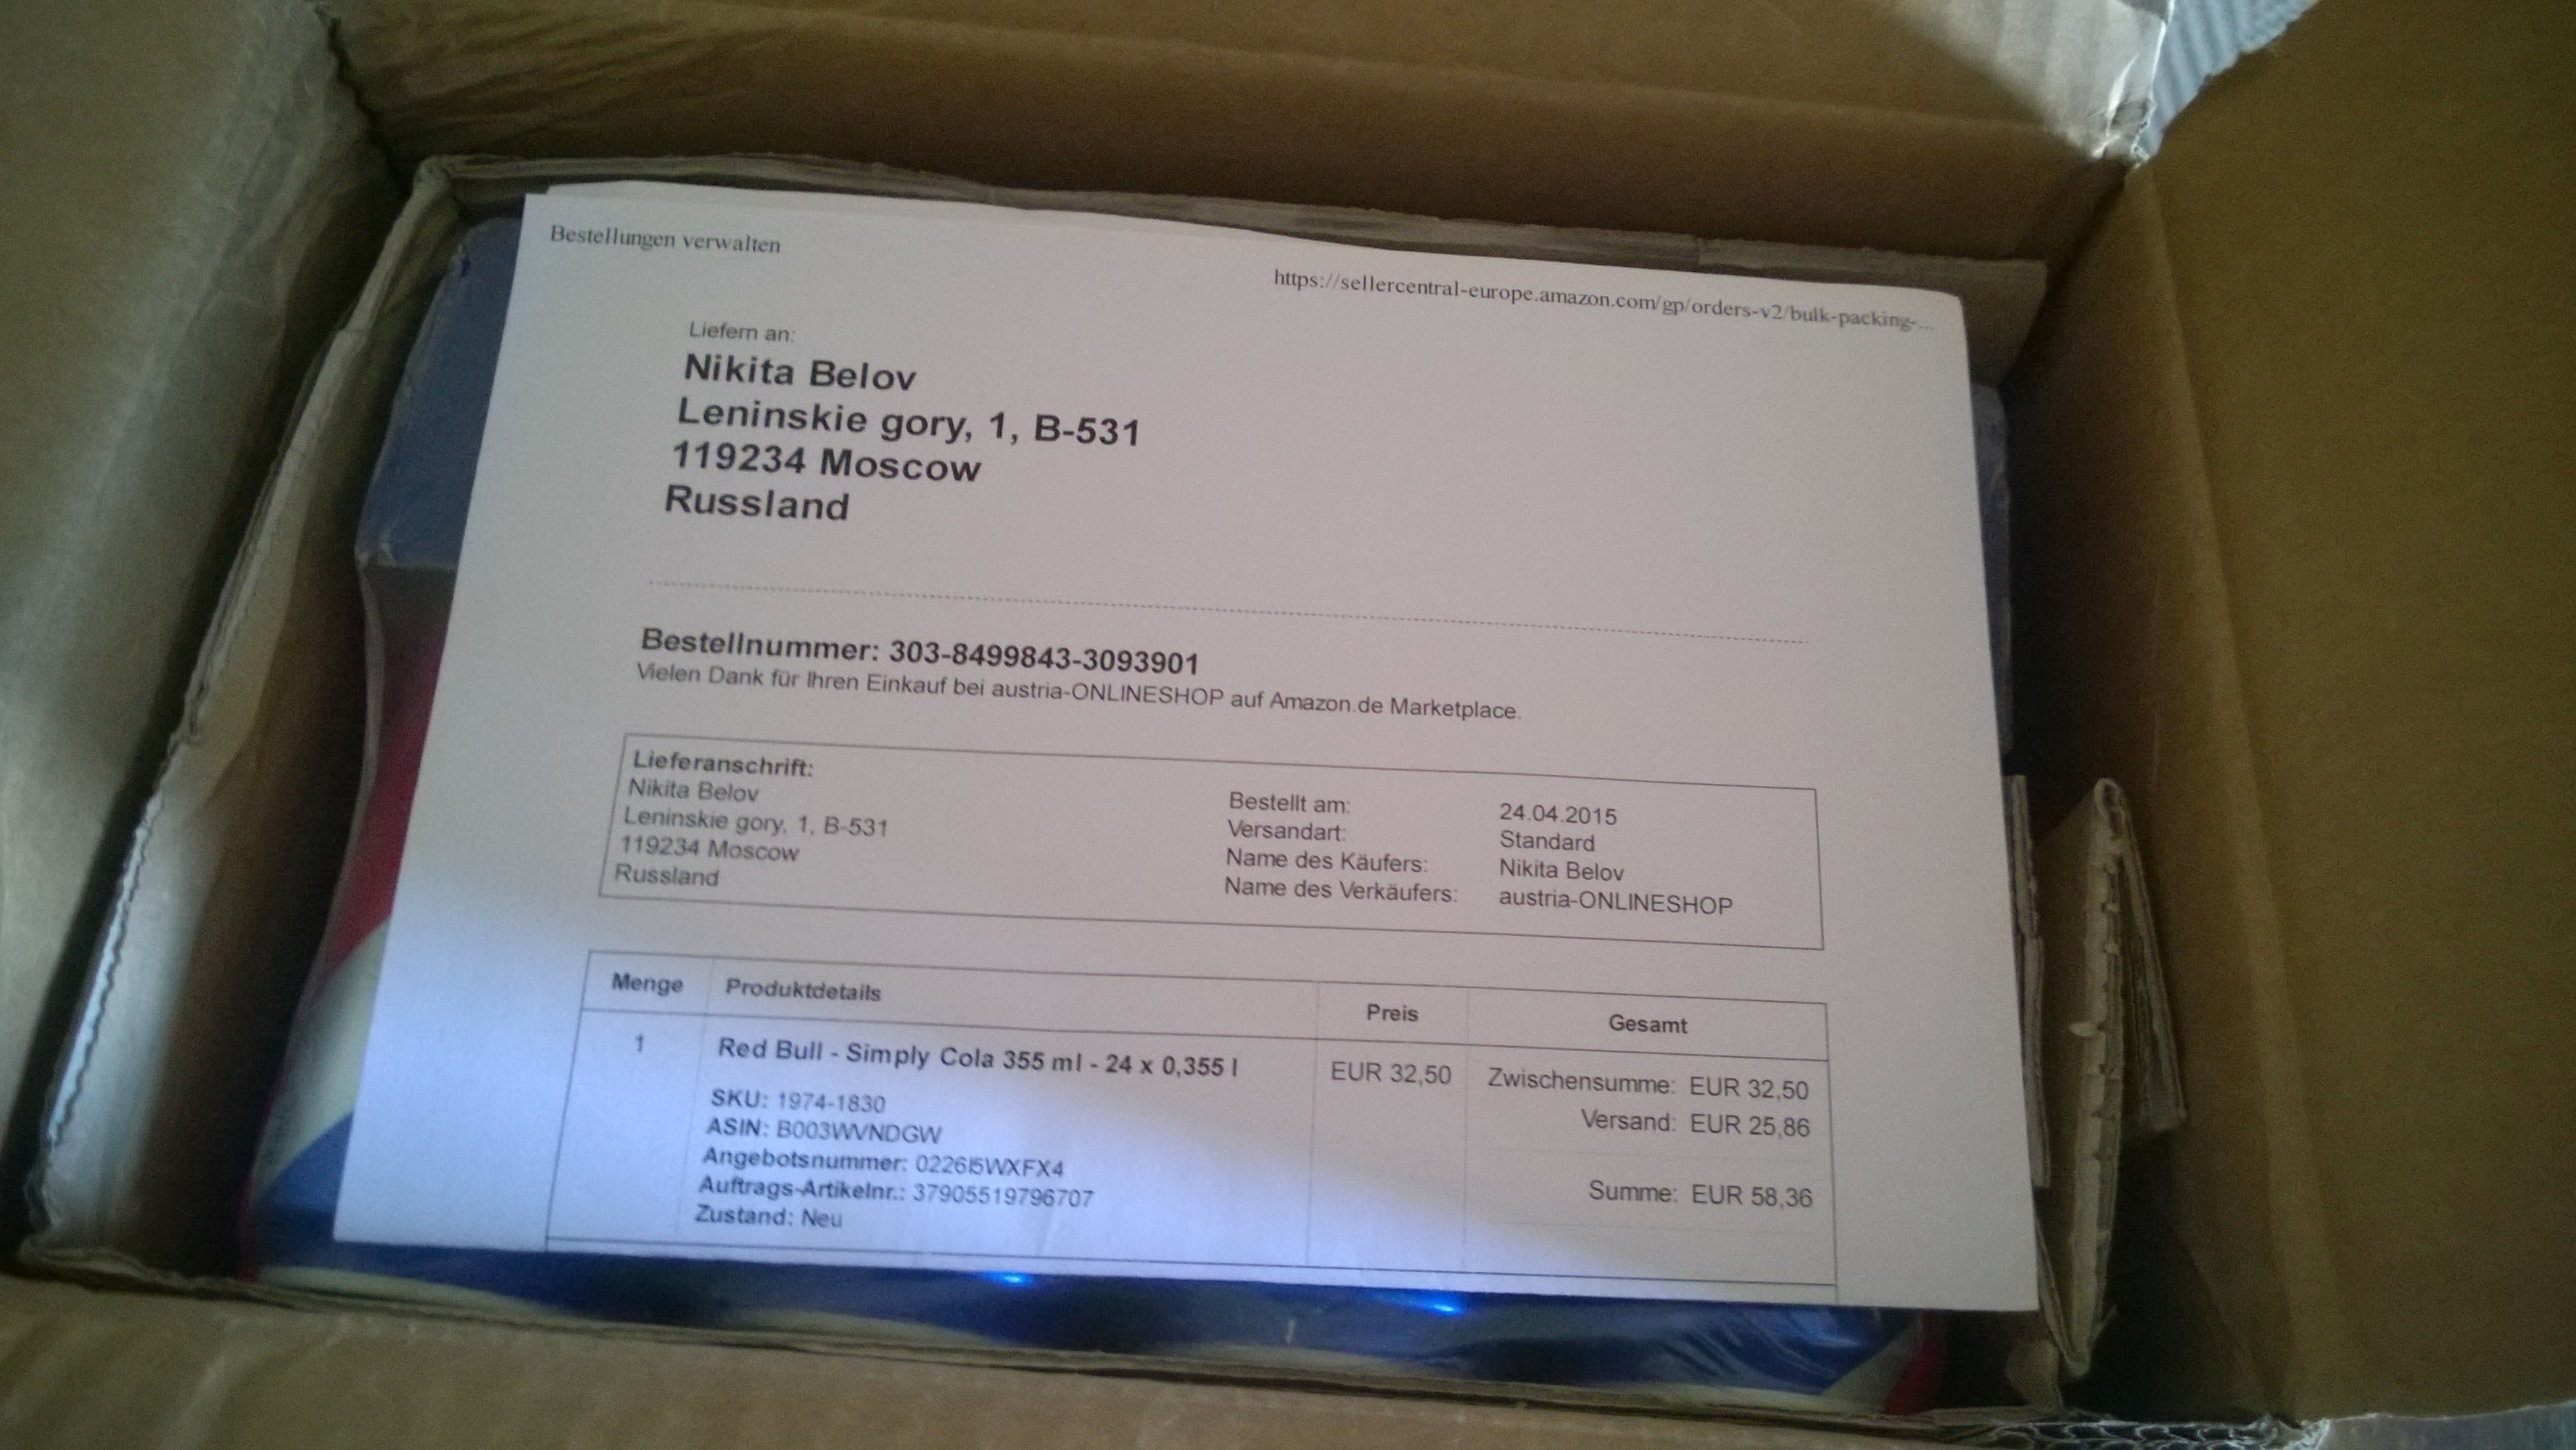 Bestellungen verwalten
https://sellercentral-europe.amazon.com/gp/orders-v2/bulk-packing-...
Liefern an:
Nikita Belov
Leninskie gory, 1, B-531
119234 Moscow
Russland
Bestellnummer: 303-8499843-3093901
Vielen Dank für Ihren Einkauf bei austria-ONLINESHOP auf Amazon.de Marketplace.
Lieferanschrift:
Nikita Belov
Leninskie gory, 1, B-531
119234 Moscow
Russland
Bestellt am: 24.04.2015
Versandart: Standard
Name des Käufers: Nikita Belov
Name des Verkäufers: austria-ONLINESHOP
Menge Produktdetails Preis Gesamt
1 Red Bull - Simply Cola 355 ml - 24 x 0,355 l EUR 32,50 Zwischensumme: EUR 32,50
SKU: 1974-1830
Versand: EUR 25,86
ASIN: B003WVNDGW
Angebotsnummer: 0226I5WXFX4
Auftrags-Artikelnr.: 37905519796707
Summe: EUR 58,36
Zustand: Neu